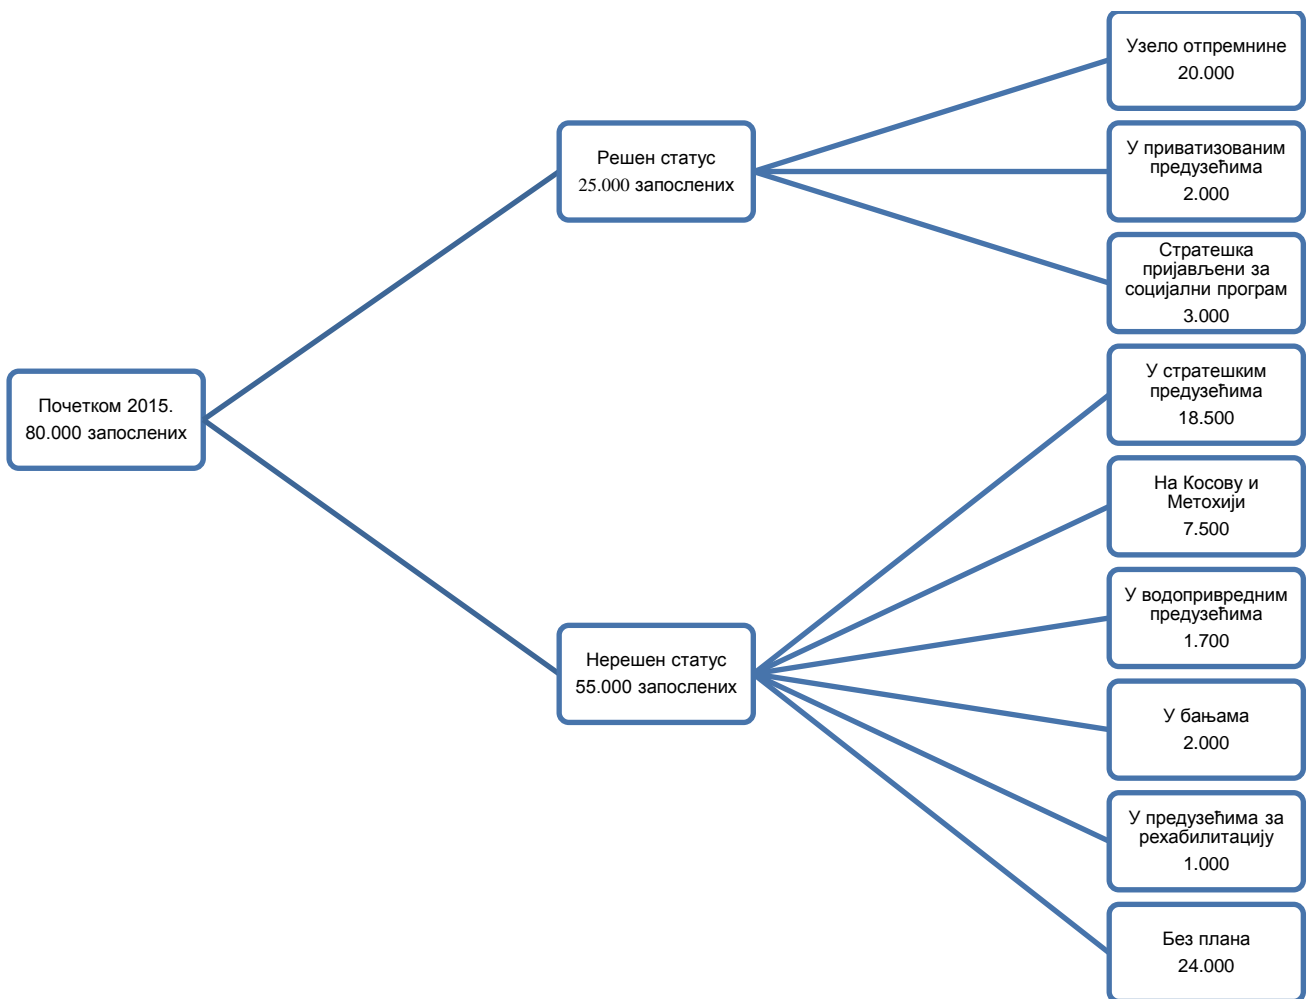 Почетком 2015.
80.000 запослених
Решен статус
25.000 запослених
Узело отпремнине
20.000
У приватизованим
предузећима
2.000
Стратешка
пријављени за
социјални програм
3.000
Нерешен статус
55.000 запослених
У стратешким
предузећима
18.500
На Косову и
Метохији
7.500
У водопривредним
предузећима
1.700
У бањама
2.000
У предузећима за
рехабилитацију
1.000
Без плана
24.000